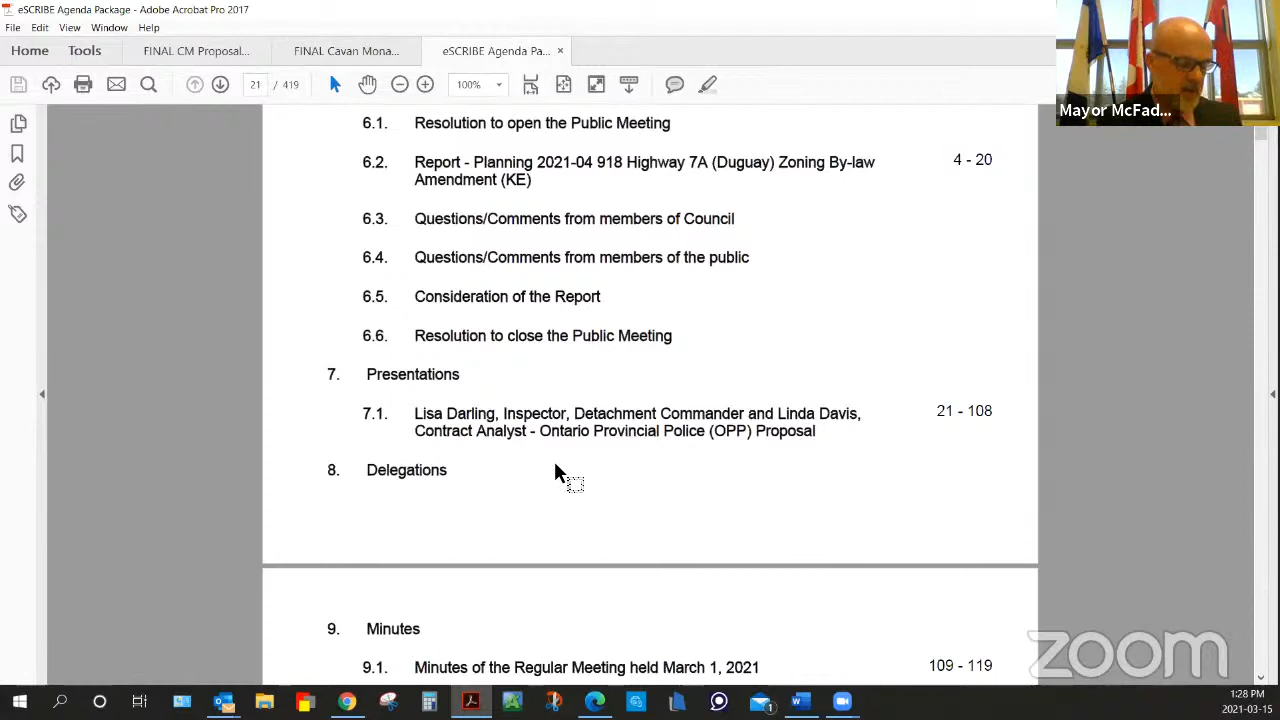 eSCRIBE Agenda Package - Adobe Acrobat Pro 2017
File Edit View Window Help
Home Tools FINAL CM Proposal... FINAL Cavan Mona... eSCRIBE Agenda Pa... ×
21 / 419 100%
Mayor McFad...
6.1. Resolution to open the Public Meeting
6.2. Report - Planning 2021-04 918 Highway 7A (Duguay) Zoning By-law 4 - 20
Amendment (KE)
6.3. Questions/Comments from members of Council
6.4. Questions/Comments from members of the public
6.5. Consideration of the Report
6.6. Resolution to close the Public Meeting
7. Presentations
7.1. Lisa Darling, Inspector, Detachment Commander and Linda Davis, 21 - 108
Contract Analyst - Ontario Provincial Police (OPP) Proposal
8. Delegations
9. Minutes
9.1. Minutes of the Regular Meeting held March 1, 2021 109 - 119
zoom
1:28 PM
2021-03-15